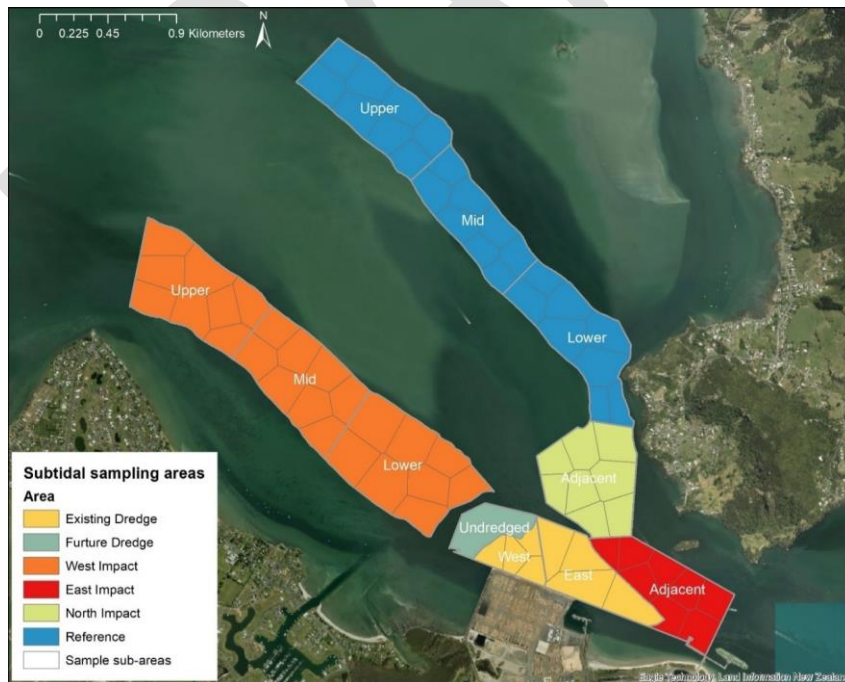 N
0 0.225 0.45 0.9 Kilometers
Upper
Mid
Lower
Upper
Mid
Lower
Adjacent
Undredged
West
East
Adjacent
Subtidal sampling areas
Area
Existing Dredge
Furture Dredge
West Impact
East Impact
North Impact
Reference
Sample sub-areas
Eagle Technology, Land Information New Zealan